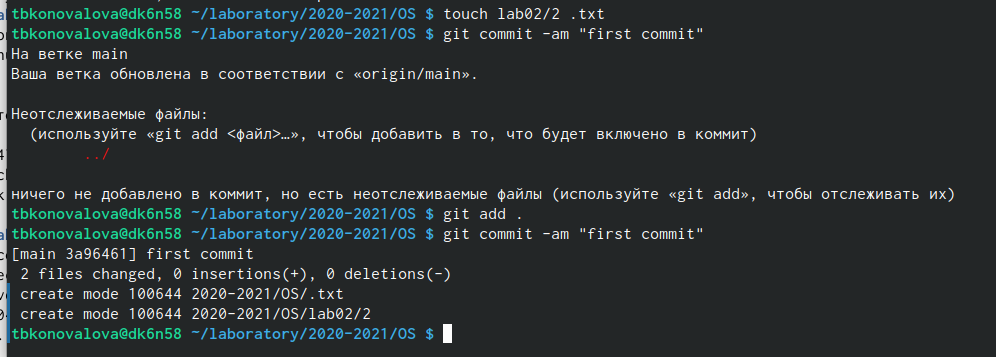 tbkonovalova@dk6n58 ~/laboratory/2020-2021/OS $ touch lab02/2 .txt
tbkonovalova@dk6n58 ~/laboratory/2020-2021/OS $ git commit -am "first commit"
На ветке main
Ваша ветка обновлена в соответствии с «origin/main».
Неотслеживаемые файлы:
(используйте «git add <файл>…», чтобы добавить в то, что будет включено в коммит)
../
ничего не добавлено в коммит, но есть неотслеживаемые файлы (используйте «git add», чтобы отслеживать их)
tbkonovalova@dk6n58 ~/laboratory/2020-2021/OS $ git add .
tbkonovalova@dk6n58 ~/laboratory/2020-2021/OS $ git commit -am "first commit"
[main 3a96461] first commit
2 files changed, 0 insertions(+), 0 deletions(-)
create mode 100644 2020-2021/OS/.txt
create mode 100644 2020-2021/OS/lab02/2
tbkonovalova@dk6n58 ~/laboratory/2020-2021/OS $